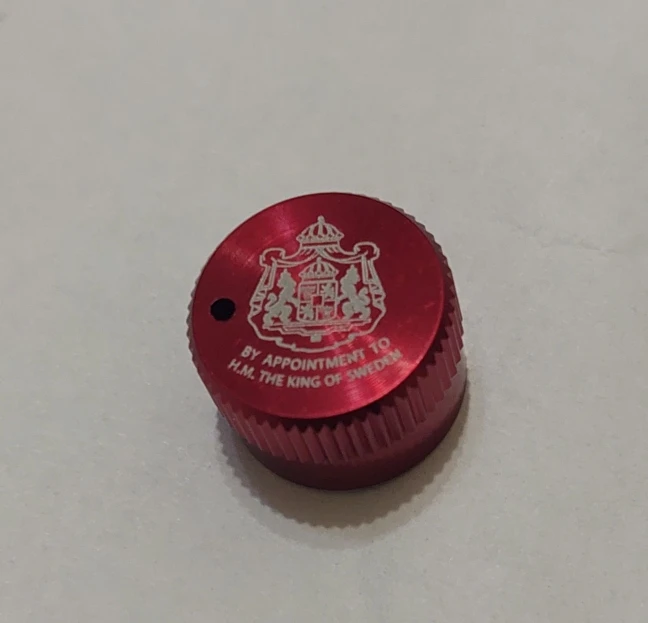 BY APPOINTMENT TO
H.M. THE KING OF SWEDEN